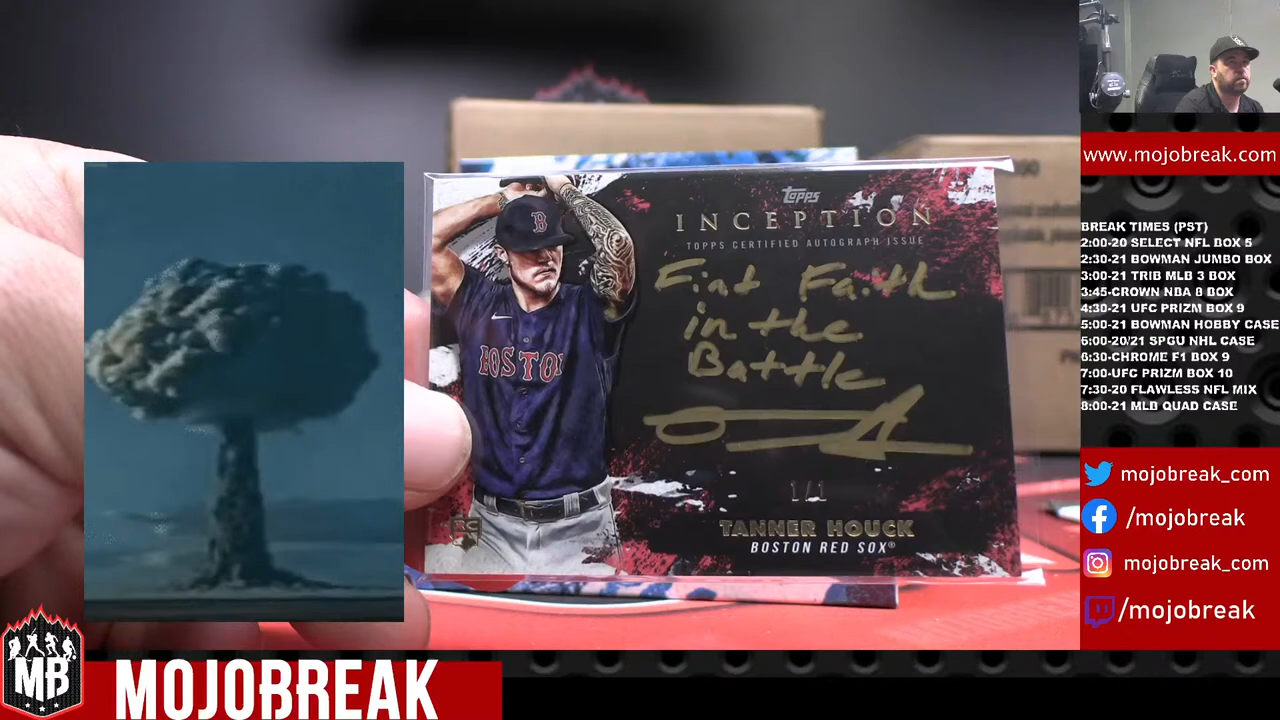 Topps
INCEPTION
TOPPS CERTIFIED AUTOGRAPH ISSUE
Fint Faith
in the
Battle
1/1
TANNER HOUCK
BOSTON RED SOX®
B
BOSTON
RC
www.mojobreak.com
BREAK TIMES (PST)
2:00-20 SELECT NFL BOX 5
2:30-21 BOWMAN JUMBO BOX
3:00-21 TRIB MLB 3 BOX
3:45-CROWN NBA 8 BOX
4:30-21 UFC PRIZM BOX 9
5:00-21 BOWMAN HOBBY CASE
6:00-20/21 SPGU NHL CASE
6:30-CHROME F1 BOX 9
7:00-UFC PRIZM BOX 10
7:30-20 FLAWLESS NFL MIX
8:00-21 MLB QUAD CASE
mojobreak_com
/mojobreak
mojobreak_com
/mojobreak
MB
MOJOBREAK